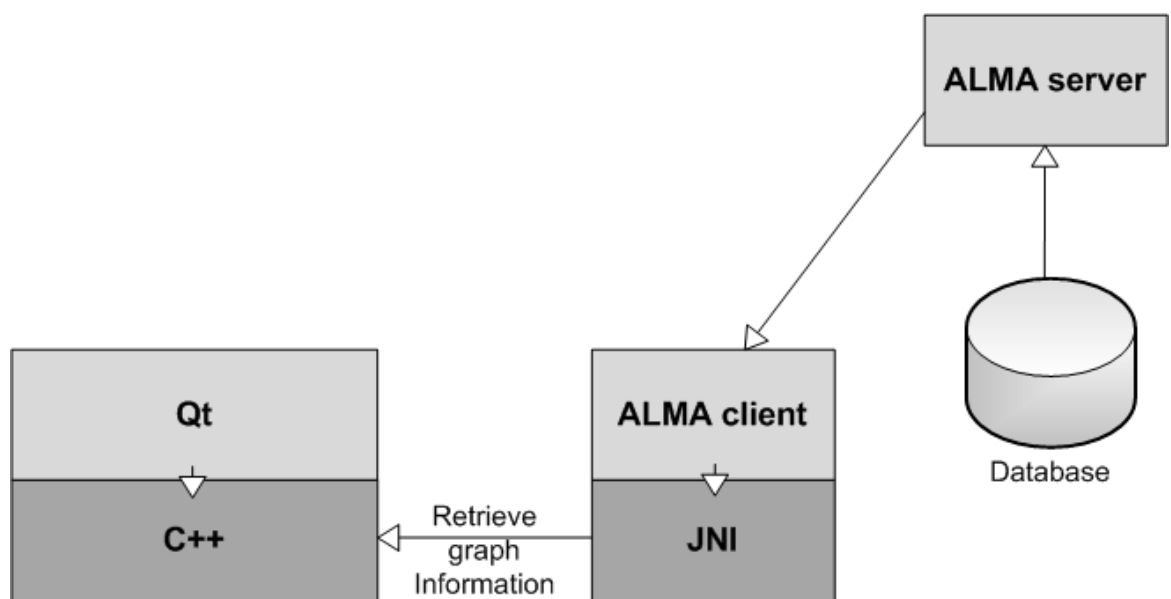 ALMA server
Database
Qt
ALMA client
C++
Retrieve
graph
Information
JNI